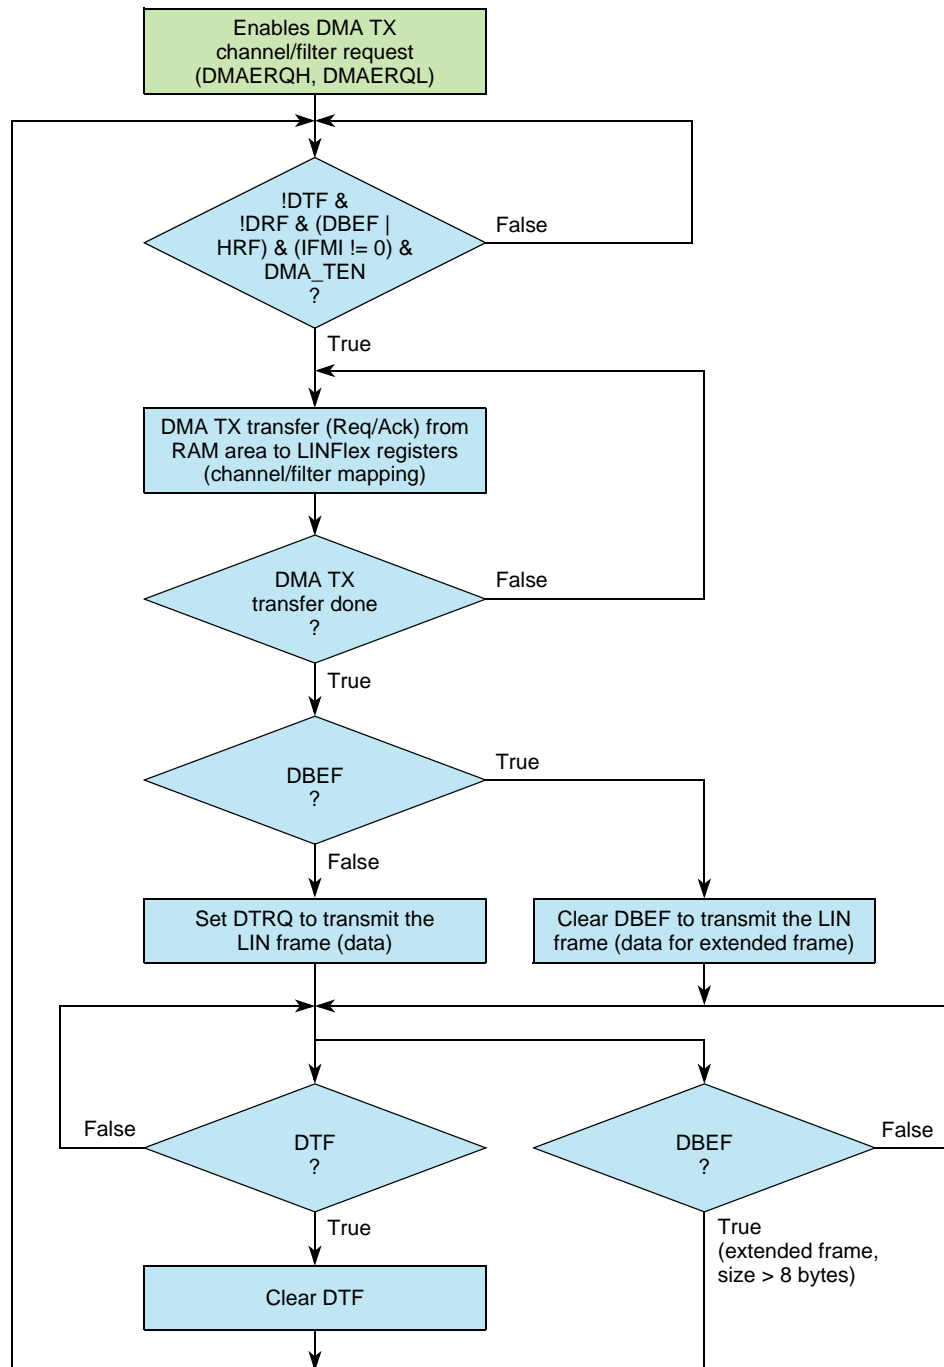 Enables DMA TX
channel/filter request
(DMAERQH, DMAERQL)
!DTF &
!DRF & (DBEF |
HRF) & (IFMI != 0) &
DMA_TEN
?
False
True
DMA TX transfer (Req/Ack) from
RAM area to LINFlex registers
(channel/filter mapping)
DMA TX
transfer done
?
False
True
DBEF
?
True
False
Set DTRQ to transmit the
LIN frame (data)
Clear DBEF to transmit the LIN
frame (data for extended frame)
False
DTF
?
DBEF
?
False
True
True
(extended frame,
size > 8 bytes)
Clear DTF